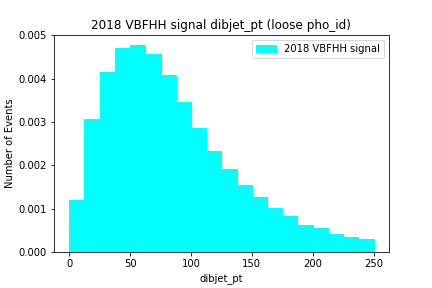 2018 VBFHH signal dibjet_pt (loose pho_id)
2018 VBFHH signal
Number of Events
0.005
0.004
0.003
0.002
0.001
0.000
0 50 100 150 200 250
dibjet_pt